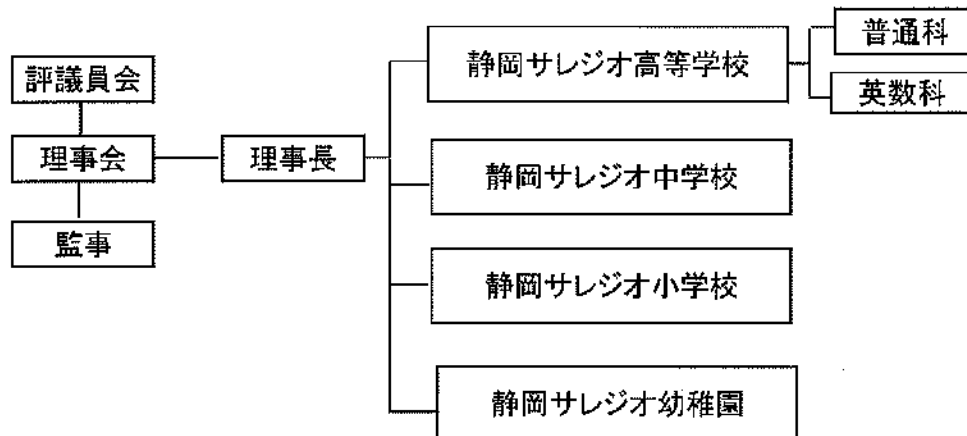 評議員会
理事会
監事
理事長
静岡サレジオ高等学校
普通科
英数科
静岡サレジオ中学校
静岡サレジオ小学校
静岡サレジオ幼稚園